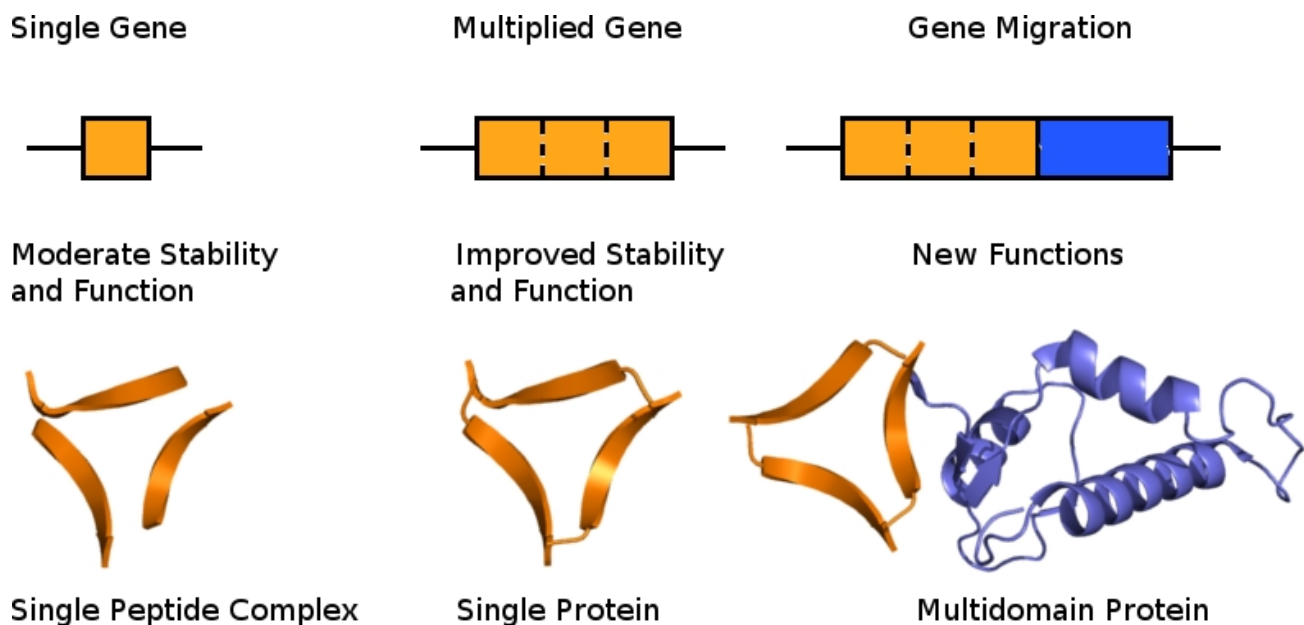 Single Gene
Multiplied Gene
Gene Migration
Moderate Stability
and Function
Improved Stability
and Function
New Functions
Single Peptide Complex
Single Protein
Multidomain Protein